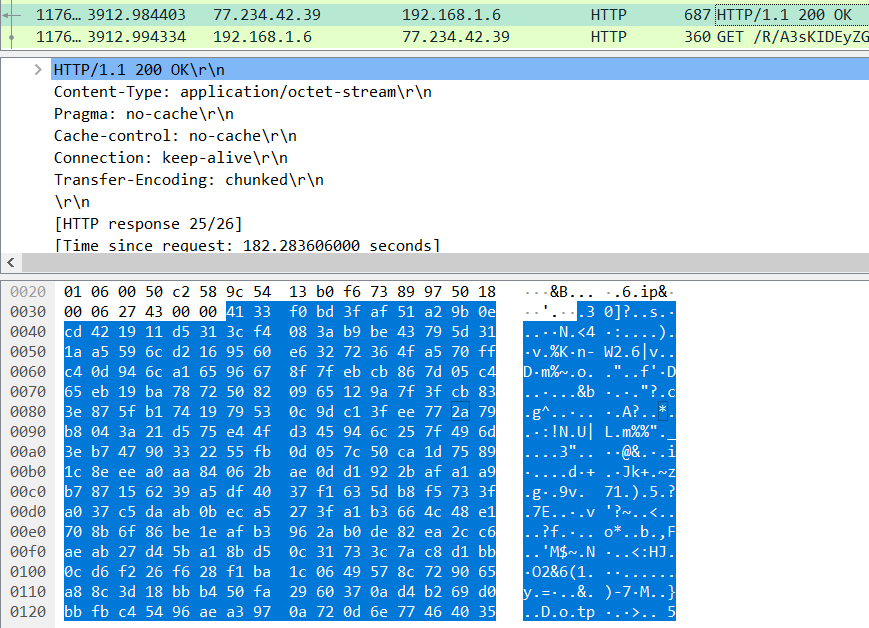 1176… 3912.984403 77.234.42.39 192.168.1.6 HTTP 687 HTTP/1.1 200 OK
1176… 3912.994334 192.168.1.6 77.234.42.39 HTTP 360 GET /R/A3sKIDEyZG
HTTP/1.1 200 OK\r\n
Content-Type: application/octet-stream\r\n
Pragma: no-cache\r\n
Cache-control: no-cache\r\n
Connection: keep-alive\r\n
Transfer-Encoding: chunked\r\n
\r\n
[HTTP response 25/26]
[Time since request: 182.283606000 seconds]
0020 01 06 00 50 c2 58 9c 54 13 b0 f6 73 89 97 50 18 ···&B... ·.6.ip&·
0030 00 06 27 43 00 00 41 33 f0 bd 3f af 51 a2 9b 0e ··'.··.3 0]?..s.·
0040 cd 42 19 11 d5 31 3c f4 08 3a b9 be 43 79 5d 31 ..··N.<4 ·:....).
0050 1a a5 59 6c d2 16 95 60 e6 32 72 36 4f a5 70 ff ·v.%K·n- W2.6|v..
0060 c4 0d 94 6c a1 65 96 67 8f 7f eb cb 86 7d 05 c4 D·m%~.o. ."..f'·D
0070 65 eb 19 ba 78 72 50 82 09 65 12 9a 7f 3f cb 83 ..·...&b ·.·."?.c
0080 3e 87 5f b1 74 19 79 53 0c 9d dc 13 fe ee 77 2a 79 .g^..·.. ·.A?..*.
0090 b8 04 3a 21 d5 75 e4 4f d3 45 94 6c 25 7f 49 6d .·:!N.U| L.m%%"._
00a0 3e b7 47 90 33 22 55 fb 0d 05 7c 50 ca 1d 75 89 ....3".. ··@&.·.i
00b0 1c 8e ee a0 aa 84 06 2b ae 0d d1 92 2b af a1 a9 ·....d·+ .·Jk+.~z
00c0 b7 87 15 62 39 a5 df 40 37 f1 63 5d b8 f5 73 3f .g·.9v. 71.).5.?
00d0 a0 37 c5 da ab 0b ec a5 27 3f a1 b3 66 4c 48 e1 .7E..·.v '?~..<..
00e0 70 8b 6f 86 be 1e af b3 96 2a b0 de 82 ea 2c c6 ..?f.·.. o*..b.,F
00f0 ae ab 27 d4 5b a1 8b d5 0c 31 73 3c 7a c8 d1 bb ..'M$~.N ·..<:HJ.
0100 0c d6 f2 26 f6 28 f1 ba 1c 06 49 57 8c 72 90 65 ·O2&6(1. ··......
0110 a8 8c 3d 18 bb b4 50 fa 29 60 37 0a d4 b2 69 d0 y.=·..&. )-7·M..}
0120 bb fb c4 54 96 ae a3 97 0a 72 0d 6e 77 46 40 35 ..D.o.tp ·.·>.. 5